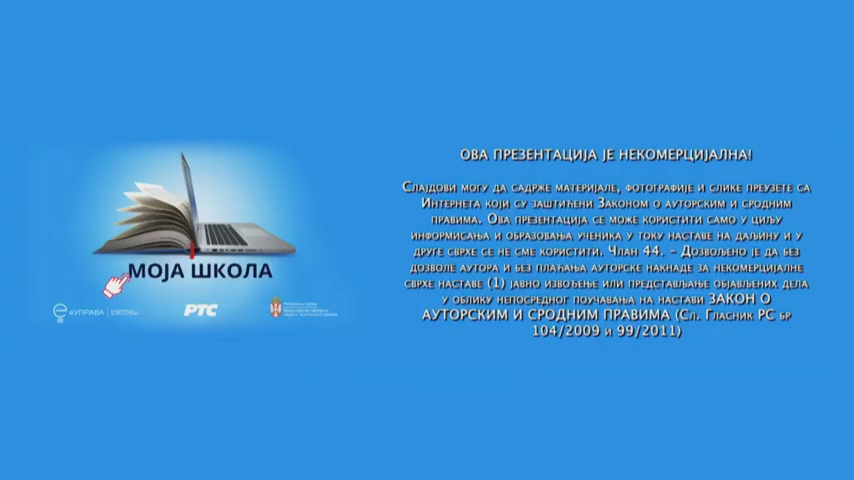 ОВА ПРЕЗЕНТАЦИЈА ЈЕ НЕКОМЕРЦИЈАЛНА!
Слајдови могу да садрже материјале, фотографије и слике преузете са
Интернета који су заштићени Законом о ауторским и сродним
правима. Ова презентација се може користити само у циљу
информисања и образовања ученика у току наставе на даљину и у
друге сврхе се не сме користити. Члан 44. – Дозвољено је да без
дозволе аутора и без плаћања ауторске накнаде за некомерцијалне
сврхе наставе (1) јавно извођење или представљање објављених дела
у облику непосредног поучавања на настави ЗАКОН О
АУТОРСКИМ И СРОДНИМ ПРАВИМА (Сл. Гласник РС бр
104/2009 и 99/2011)
МОЈА ШКОЛА
еУПРАВА
РТС